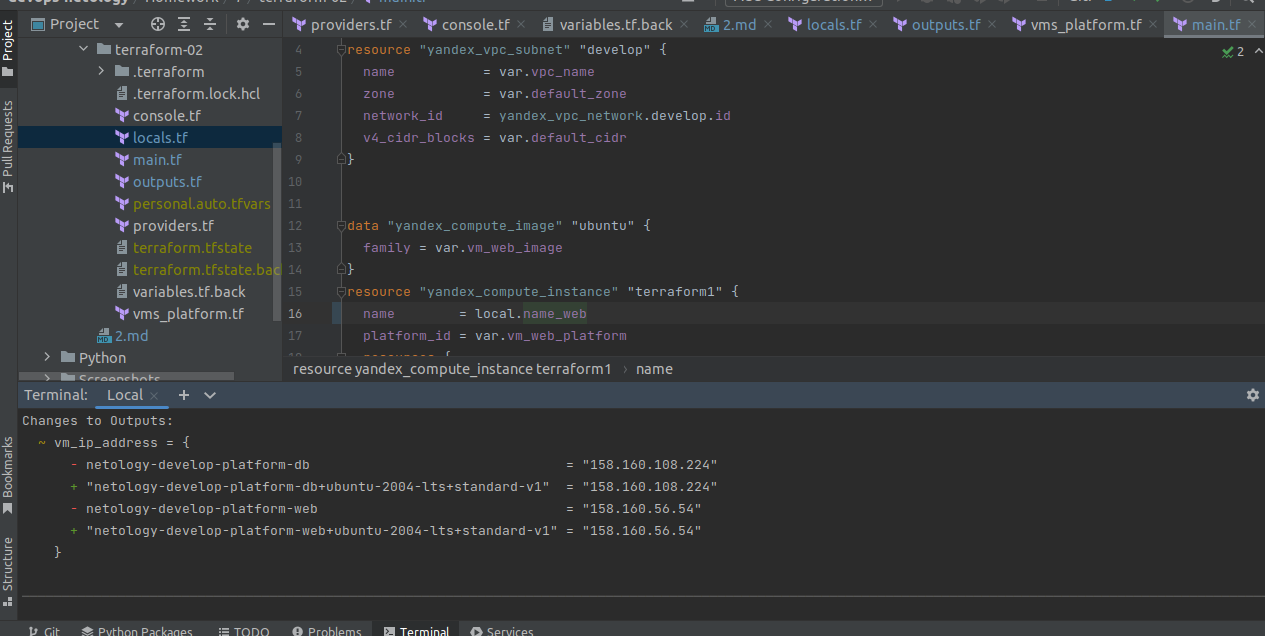 Project
providers.tf
console.tf
variables.tf.back
2.md
locals.tf
outputs.tf
vms_platform.tf
main.tf
Project
Pull Requests
Bookmarks
Structure
terraform-02
.terraform
.terraform.lock.hcl
console.tf
locals.tf
main.tf
outputs.tf
personal.auto.tfvars
providers.tf
terraform.tfstate
terraform.tfstate.bac
variables.tf.back
vms_platform.tf
2.md
Python
Screenshots
2
4 resource "yandex_vpc_subnet" "develop" {
5 name = var.vpc_name
6 zone = var.default_zone
7 network_id = yandex_vpc_network.develop.id
8 v4_cidr_blocks = var.default_cidr
9 }
10
11
12 data "yandex_compute_image" "ubuntu" {
13 family = var.vm_web_image
14 }
15 resource "yandex_compute_instance" "terraform1" {
16 name = local.name_web
17 platform_id = var.vm_web_platform
resource yandex_compute_instance terraform1 › name
Terminal: Local
Changes to Outputs:
~ vm_ip_address = {
- netology-develop-platform-db = "158.160.108.224"
+ "netology-develop-platform-db+ubuntu-2004-lts+standard-v1" = "158.160.108.224"
- netology-develop-platform-web = "158.160.56.54"
+ "netology-develop-platform-web+ubuntu-2004-lts+standard-v1" = "158.160.56.54"
}
Git
Python Packages
TODO
Problems
Terminal
Services